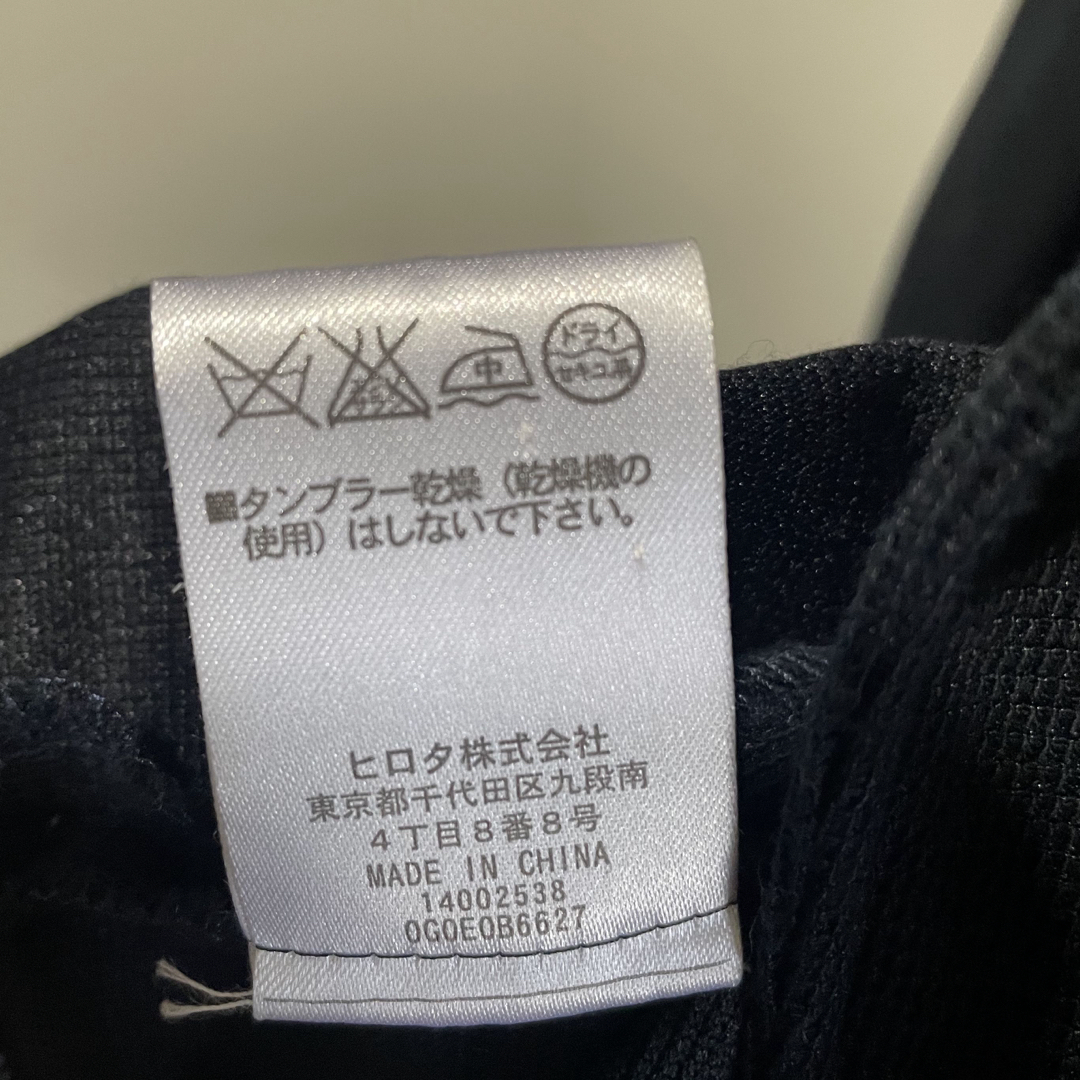 中
ドライ
セキユ系
■タンブラー乾燥（乾燥機の
使用）はしないで下さい。
ヒロタ株式会社
東京都千代田区九段南
4丁目8番8号
MADE IN CHINA
14002538
0G0E0B6627